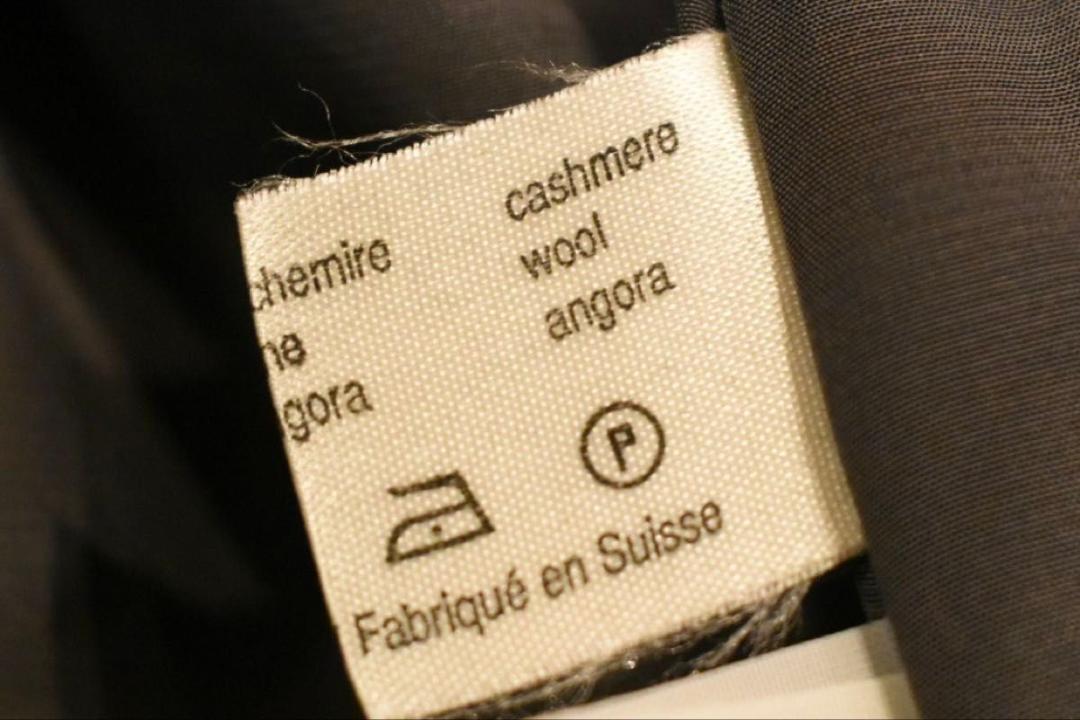 chemire cashmere
ne wool
gora angora
P
Fabriqué en Suisse